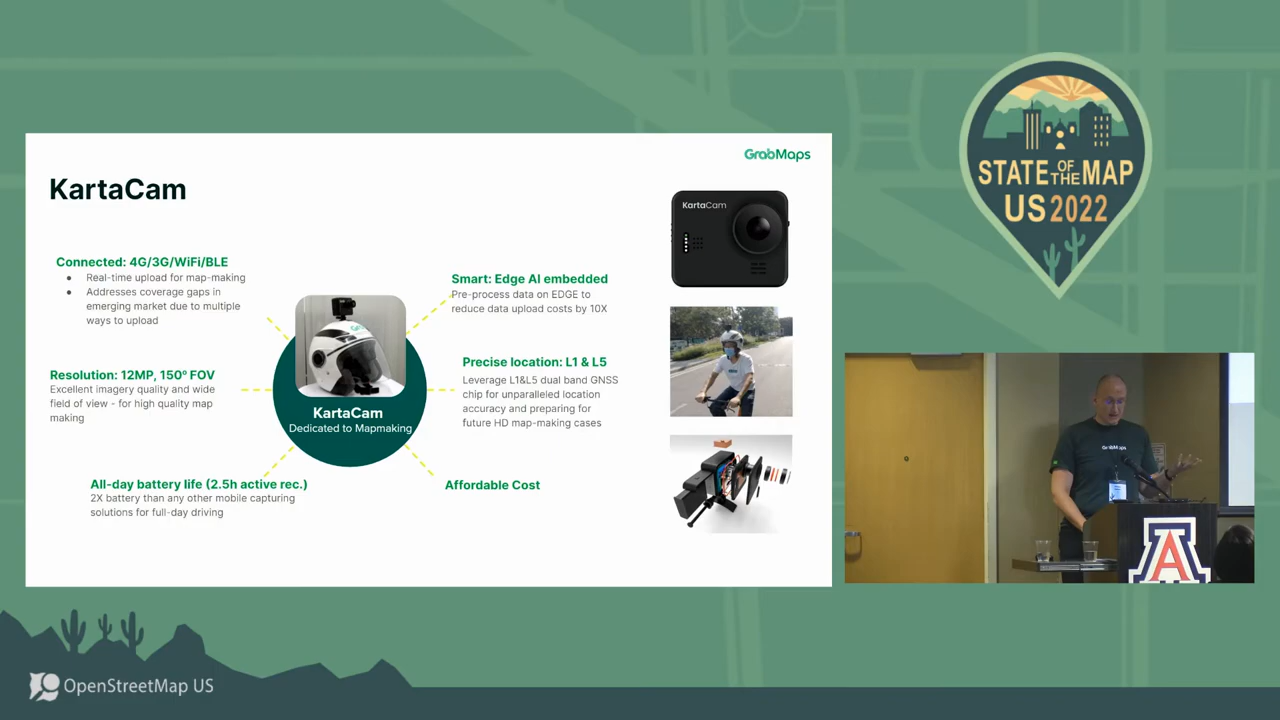 GrabMaps
KartaCam
Connected: 4G/3G/WiFi/BLE
● Real-time upload for map-making
● Addresses coverage gaps in
emerging market due to multiple
ways to upload
Resolution: 12MP, 150º FOV
Excellent imagery quality and wide
field of view - for high quality map
making
All-day battery life (2.5h active rec.)
2X battery than any other mobile capturing
solutions for full-day driving
KartaCam
Dedicated to Mapmaking
Smart: Edge AI embedded
Pre-process data on EDGE to
reduce data upload costs by 10X
Precise location: L1 & L5
Leverage L1&L5 dual band GNSS
chip for unparalleled location
accuracy and preparing for
future HD map-making cases
Affordable Cost
KartaCam
STATE OF THE MAP
US 2022
GrabMaps
A
OpenStreetMap US